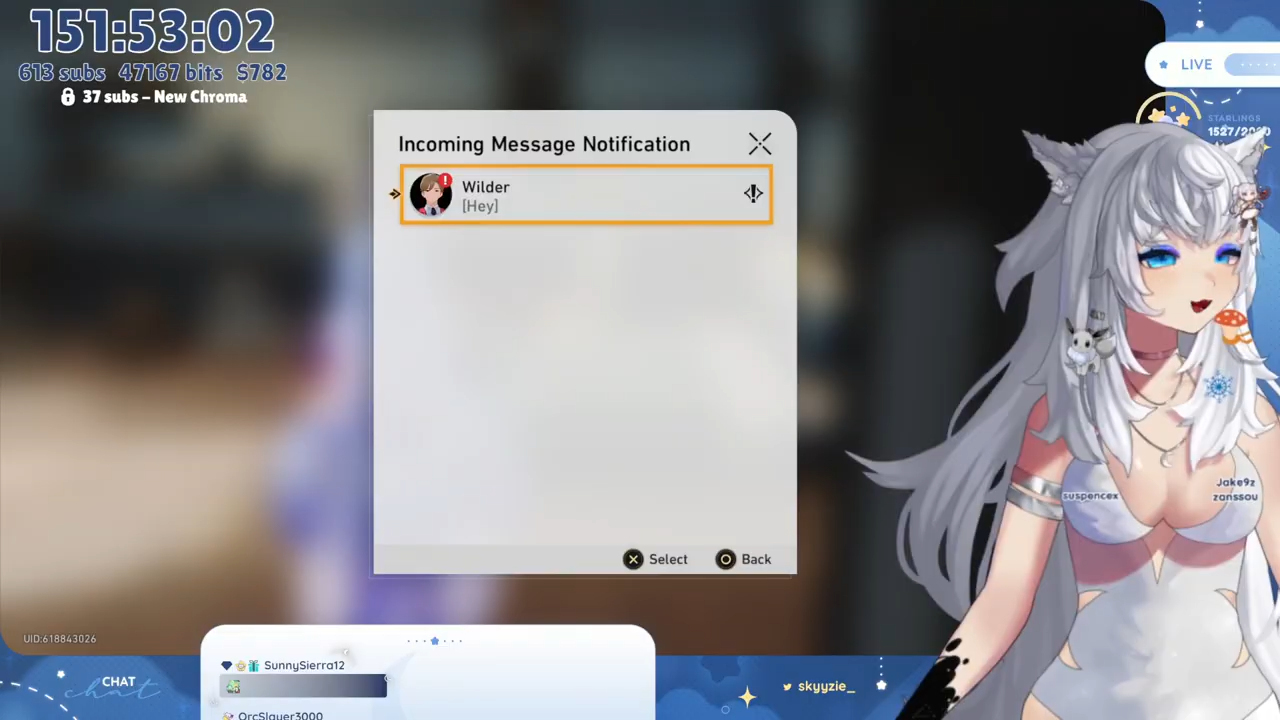 151:53:02
613 subs 47167 bits $782
37 subs – New Chroma
LIVE
STARLINGS
1527/2000
Incoming Message Notification
Wilder
[Hey]
Select
Back
suspencex
Jake9z
zanssou
UID:618843026
CHAT
chat
SunnySierra12
OrcSlayer3000
skyyzie_